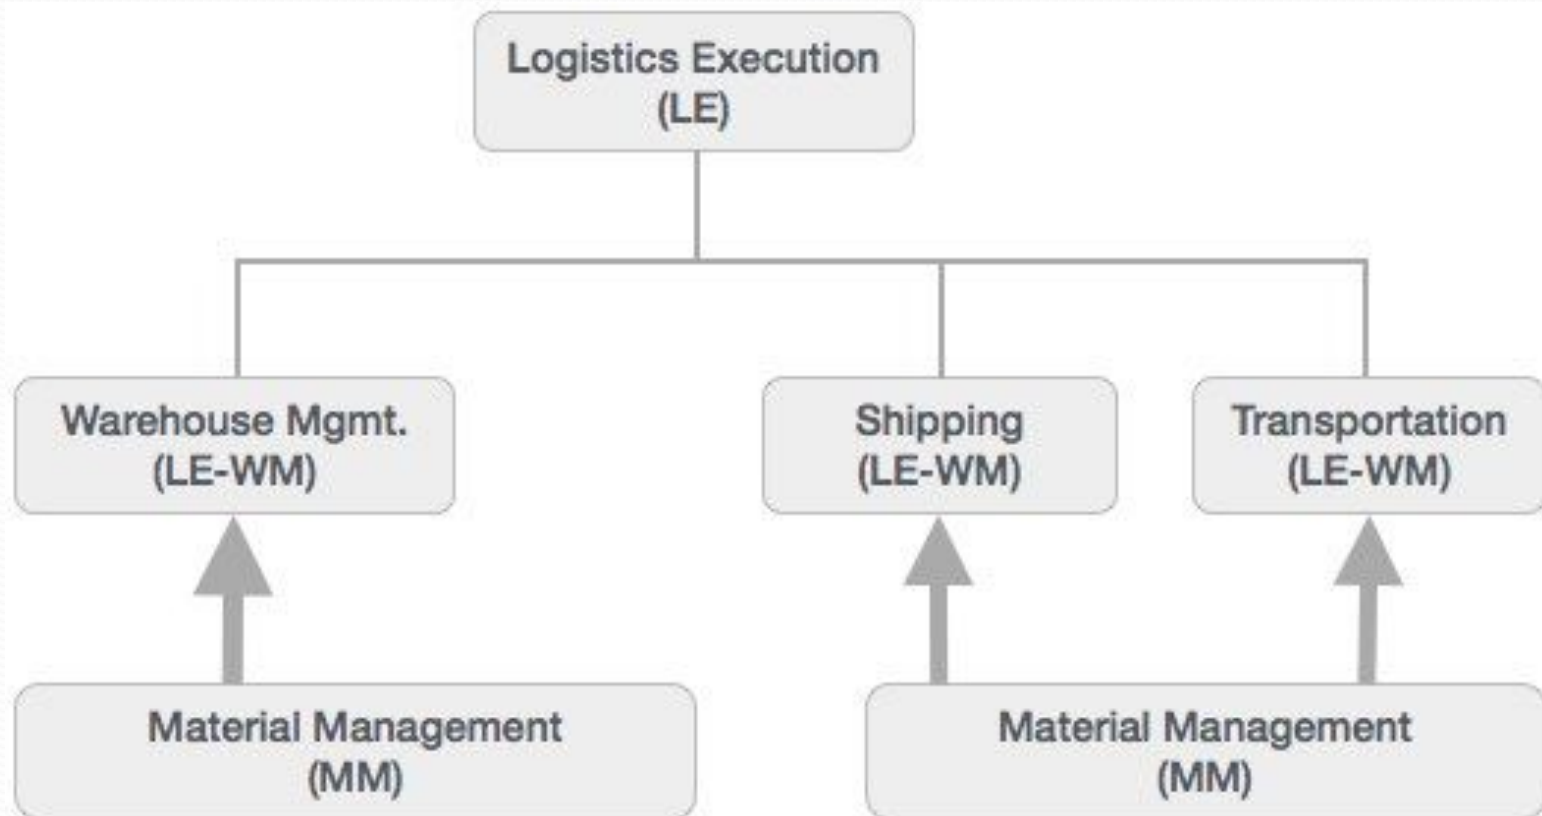 Logistics Execution
(LE)
Warehouse Mgmt.
(LE-WM)
Shipping
(LE-WM)
Transportation
(LE-WM)
Material Management
(MM)
Material Management
(MM)